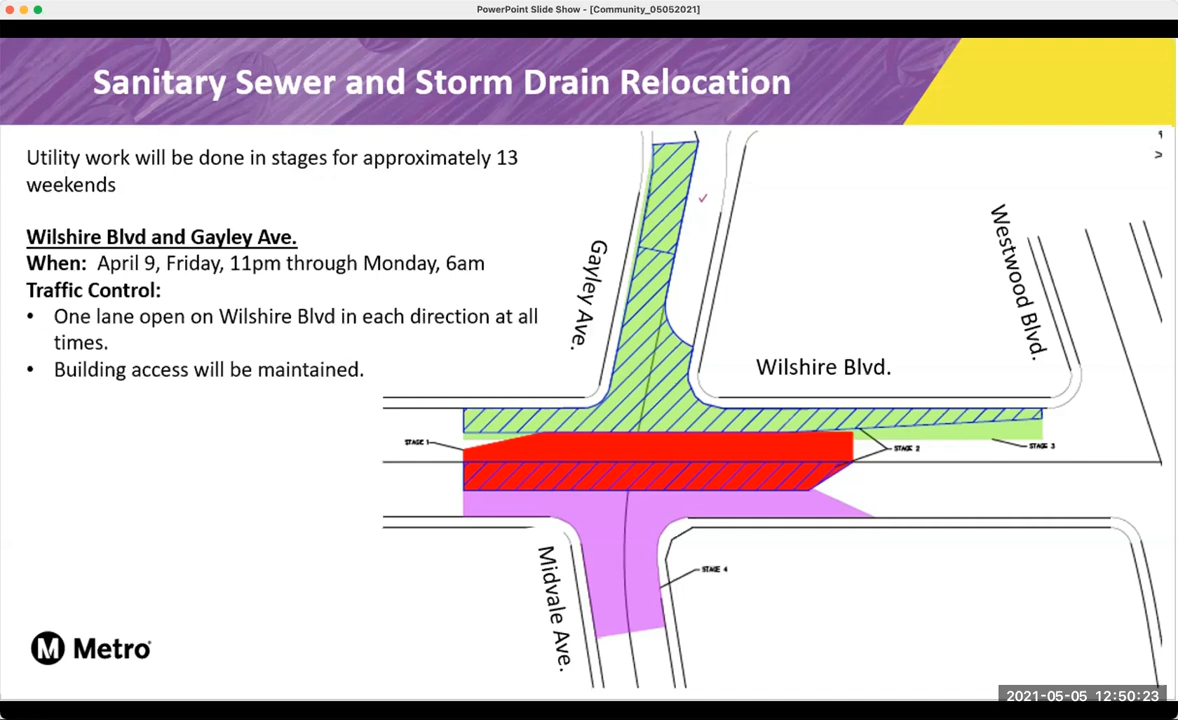 PowerPoint Slide Show - [Community_05052021]
Sanitary Sewer and Storm Drain Relocation
Utility work will be done in stages for approximately 13
weekends
Wilshire Blvd and Gayley Ave.
When: April 9, Friday, 11pm through Monday, 6am
Traffic Control:
• One lane open on Wilshire Blvd in each direction at all
times.
• Building access will be maintained.
Gayley Ave.
Westwood Blvd.
Wilshire Blvd.
STAGE 1
STAGE 2
STAGE 3
STAGE 4
Midvale Ave.
M Metro
2021-05-05 12:50:23